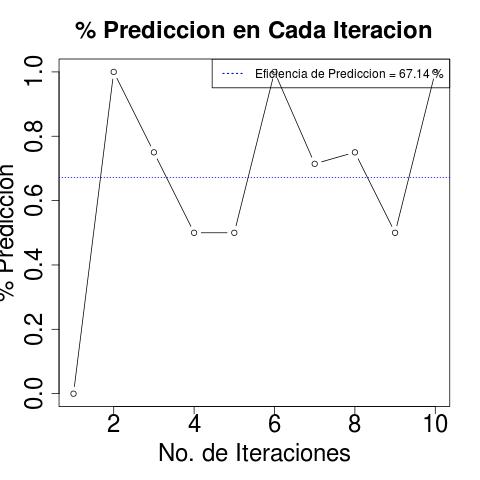 % Prediccion en Cada Iteracion
Eficiencia de Prediccion = 67.14 %
1.0
0.8
0.6
0.4
0.2
0.0
% Prediccion
2 4 6 8 10
No. de Iteraciones